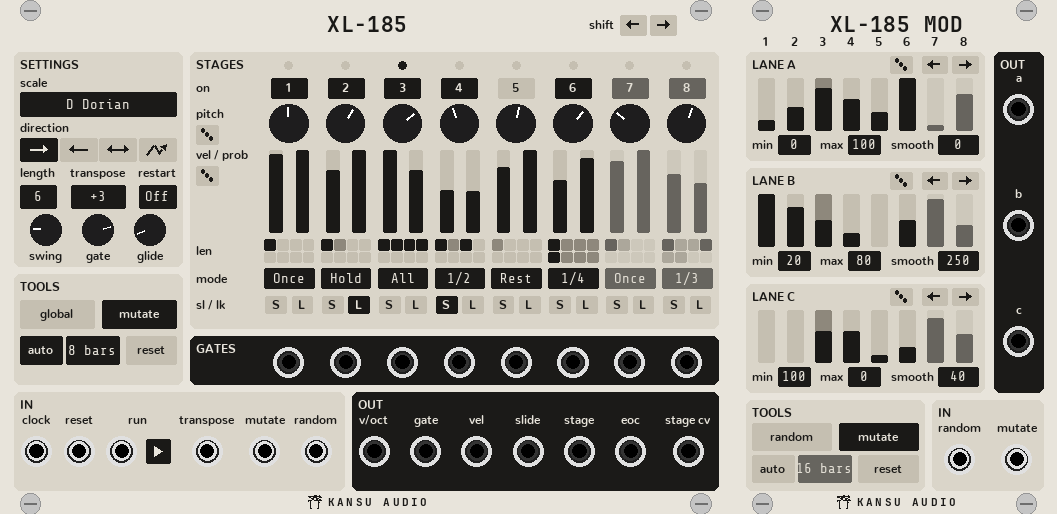 XL-185
shift
SETTINGS
scale
D Dorian
direction
length transpose restart
6 +3 Off
swing gate glide
TOOLS
global mutate
auto 8 bars reset
STAGES
on 1 2 3 4 5 6 7 8
pitch
vel / prob
len
mode Once Hold All 1/2 Rest 1/4 Once 1/3
sl / lk S L S L S L S L S L S L S L S L
GATES
IN
clock reset run transpose mutate random
OUT
v/oct gate vel slide stage eoc stage cv
KANSU AUDIO
XL-185 MOD
1 2 3 4 5 6 7 8
LANE A
min 0 max 100 smooth 0
LANE B
min 20 max 80 smooth 250
LANE C
min 100 max 0 smooth 40
OUT
a
b
c
TOOLS
random mutate
auto 16 bars reset
IN
random mutate
KANSU AUDIO